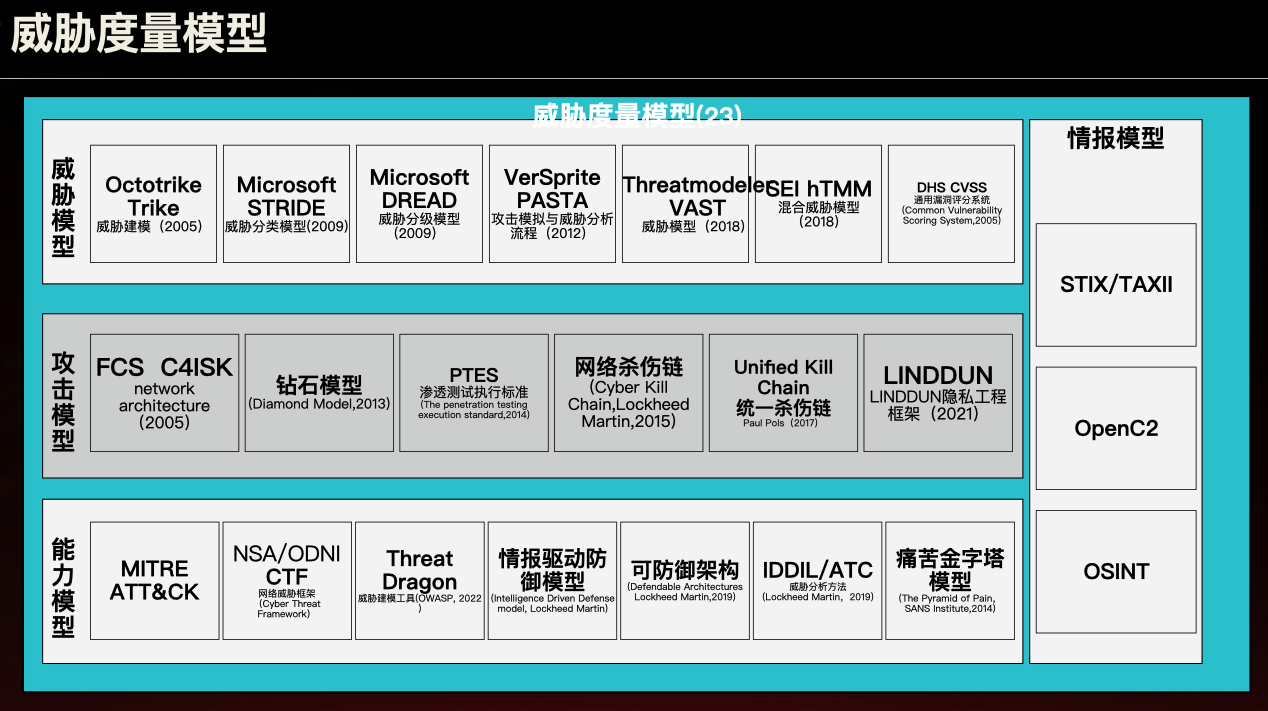 威胁度量模型
威胁度量模型(23)
威胁模型
Octotrike
Trike
威胁建模（2005）
Microsoft
STRIDE
威胁分类模型(2009)
Microsoft
DREAD
威胁分级模型
(2009）
VerSprite
PASTA
攻击模拟与威胁分析
流程（2012）
Threatmodeler
VAST
威胁模型（2018）
SEI hTMM
混合威胁模型
（2018）
DHS CVSS
通用漏洞评分系统
(Common Vulnerability
Scoring System,2005)
攻击模型
FCS  C4ISK
network
architecture
（2005）
钻石模型
(Diamond Model,2013)
PTES
渗透测试执行标准
(The penetration testing
execution standard,2014)
网络杀伤链
(Cyber Kill
Chain,Lockheed
Martin,2015)
Unified Kill
Chain
统一杀伤链
Paul Pols（2017）
LINDDUN
LINDDUN隐私工程
框架（2021）
能力模型
MITRE
ATT&CK
NSA/ODNI
CTF
网络威胁框架
（Cyber Threat
Framework）
Threat
Dragon
威胁建模工具(OWASP, 2022
)
情报驱动防
御模型
(Intelligence Driven Defense
model, Lockheed Martin)
可防御架构
(Defendable Architectures
Lockheed Martin,2019)
IDDIL/ATC
威胁分析方法
(Lockheed Martin，2019)
痛苦金字塔
模型
(The Pyramid of Pain,
SANS Institute,2014)
情报模型
STIX/TAXII
OpenC2
OSINT